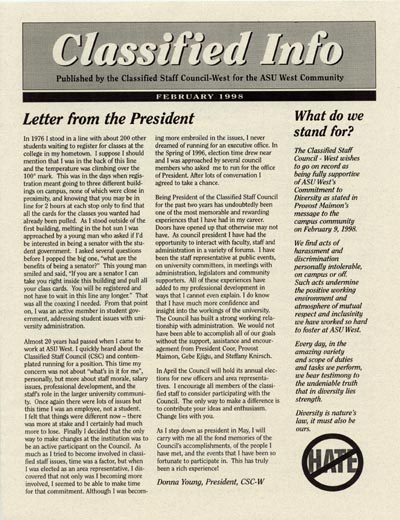 Classified Info
Published by the Classified Staff Council-West for the ASU West Community
FEBRUARY 1998
Letter from the President
In 1976 I stood in a line with about 200 other
students waiting to register for classes at the
college in my hometown. I suppose I should
mention that I was in the back of this line
and the temperature was climbing over the
100° mark. This was in the days when regis-
tration meant going to three different build-
ings on campus, none of which were close in
proximity, and knowing that you may be in
line for 2 hours at each stop only to find that
all the cards for the classes you wanted had
already been pulled. As I stood outside of the
first building, melting in the hot sun I was
approached by a young man who asked if I'd
be interested in being a senator with the stu-
dent government. I asked several questions
before I popped the big one, "what are the
benefits of being a senator?" This young man
smiled and said, "If you are a senator I can
take you right inside this building and pull all
your class cards. You will be registered and
not have to wait in this line any longer." That
was all the coaxing I needed. From that point
on, I was an active member in student gov-
ernment, addressing student issues with uni-
versity administration.
Almost 20 years had passed when I came to
work at ASU West. I quickly heard about the
Classified Staff Council (CSC) and contem-
plated running for a position. This time my
concern was not about "what's in it for me",
personally, but more about staff morale, salary
issues, professional development, and the
staff's role in the larger university communi-
ty. Once again there were lots of issues but
this time I was an employee, not a student.
I felt that things were different now – there
was more at stake and I certainly had much
more to lose. Finally I decided that the only
way to make changes at the institution was to
be an active participant on the Council. As
much as I tried to become involved in classi-
fied staff issues, time was a factor, but when
I was elected as an area representative, I dis-
covered that not only was I becoming more
involved, I seemed to be able to make time
for that commitment. Although I was becom-
ing more embroiled in the issues, I never
dreamed of running for an executive office. In
the Spring of 1996, election time drew near
and I was approached by several council
members who asked me to run for the office
of President. After lots of conversation I
agreed to take a chance.
Being President of the Classified Staff Council
for the past two years has undoubtedly been
one of the most memorable and rewarding
experiences that I have had in my career.
Doors have opened up that otherwise may not
have. As council president I have had the
opportunity to interact with faculty, staff and
administration in a variety of forums. I have
been the staff representative at public events,
on university committees, in meetings with
administration, legislators and community
supporters. All of these experiences have
added to my professional development in
ways that I cannot even explain. I do know
that I have much more confidence and
insight into the workings of the university.
The Council has built a strong working rela-
tionship with administration. We would not
have been able to accomplish all of our goals
without the support, assistance and encour-
agement from President Coor, Provost
Maimon, Gebe Ejigu, and Steffany Knirsch.
In April the Council will hold its annual elec-
tions for new officers and area representa-
tives. I encourage all members of the classi-
fied staff to consider participating with the
Council. The only way to make a difference is
to contribute your ideas and enthusiasm.
Change lies with you.
As I step down as president in May, I will
carry with me all the fond memories of the
Council's accomplishments, of the people I
have met, and the events that I have been so
fortunate to participate in. This has truly
been a rich experience!
Donna Young, President, CSC-W
What do we
stand for?
The Classified Staff
Council - West wishes
to go on record as
being fully supportive
of ASU West's
Commitment to
Diversity as stated in
Provost Maimon's
message to the
campus community
on February 9, 1998.
We find acts of
harassment and
discrimination
personally intolerable,
on campus or off.
Such acts undermine
the positive working
environment and
atmosphere of mutual
respect and inclusivity
we have worked so hard
to foster at ASU West.
Every day, in the
amazing variety
and scope of duties
and tasks we perform,
we bear testimony to
the undeniable truth
that in diversity lies
strength.
Diversity is nature's
law, it must also be
ours.
HATE